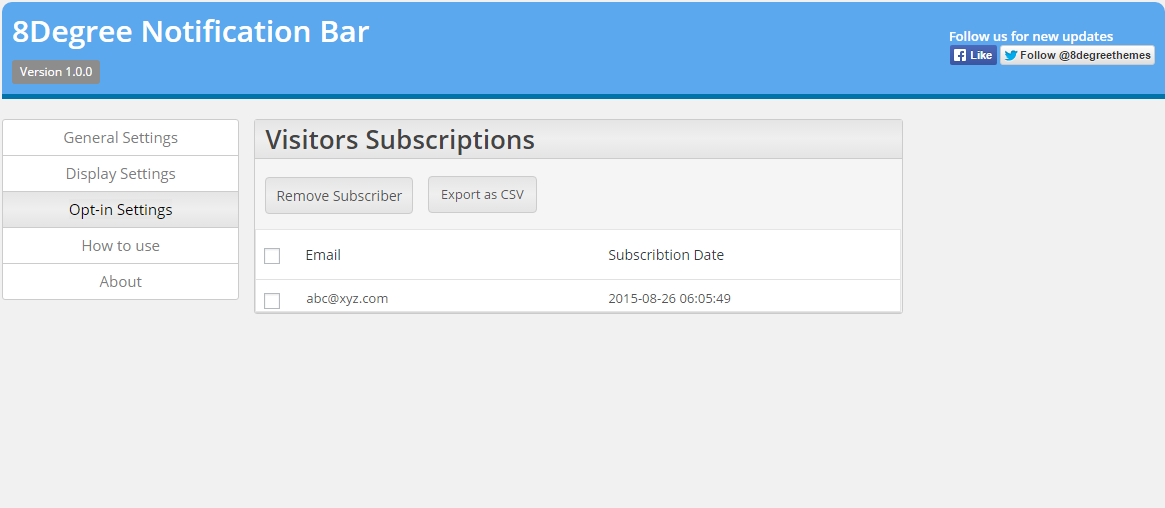 8Degree Notification Bar
Version 1.0.0
Follow us for new updates
Like Follow @8degreethemes
General Settings
Display Settings
Opt-in Settings
How to use
About
Visitors Subscriptions
Remove Subscriber Export as CSV
Email Subscribtion Date
abc@xyz.com 2015-08-26 06:05:49